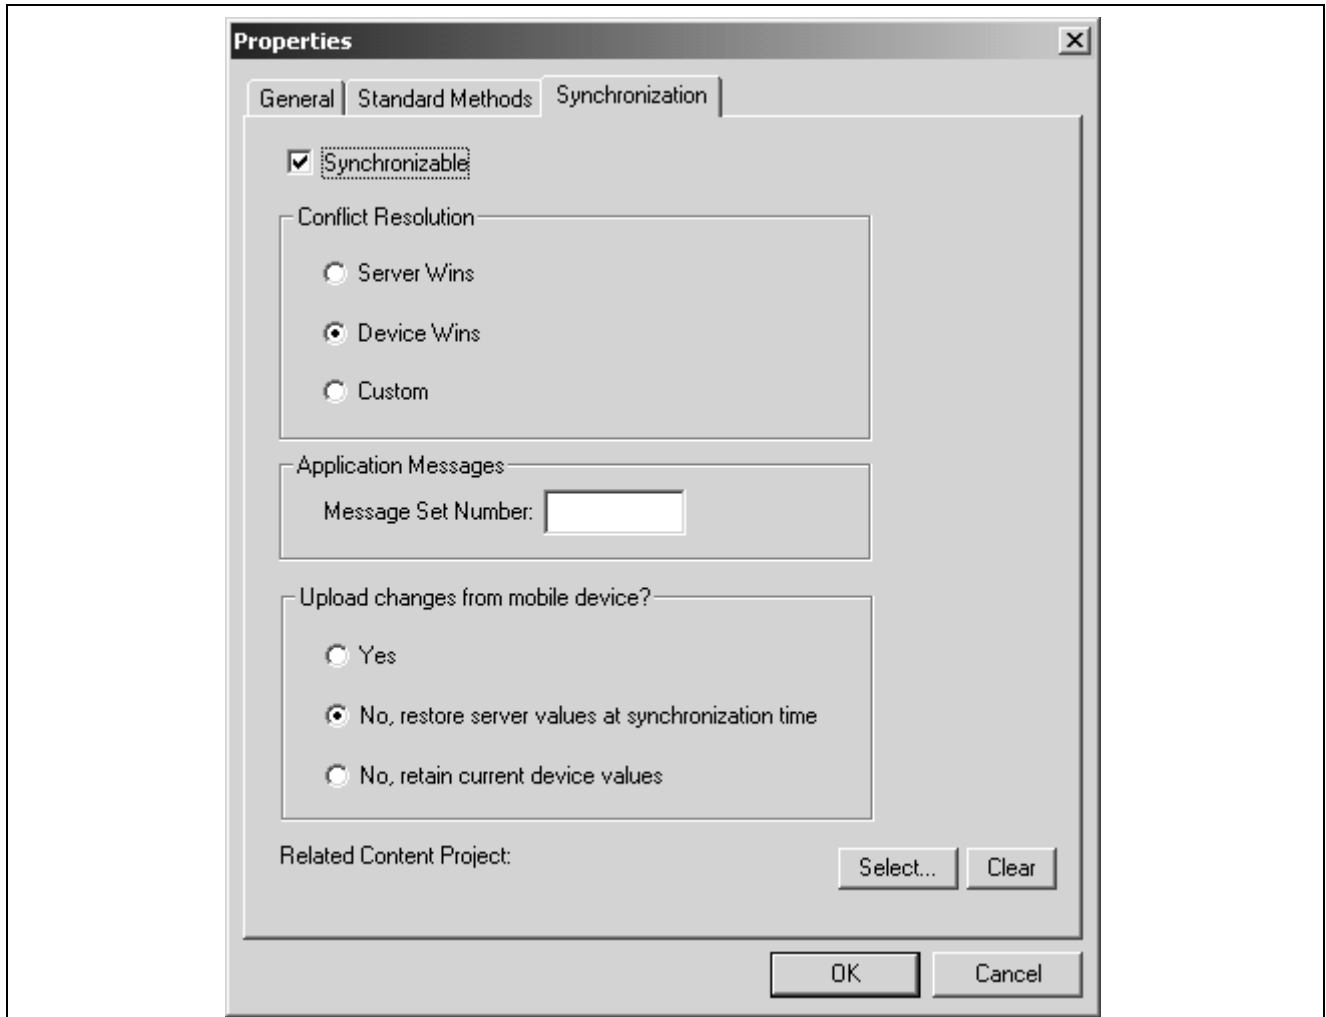 Properties
General Standard Methods Synchronization
Synchronizable
Conflict Resolution
Server Wins
Device Wins
Custom
Application Messages
Message Set Number:
Upload changes from mobile device?
Yes
No, restore server values at synchronization time
No, retain current device values
Related Content Project:
Select... Clear
OK Cancel